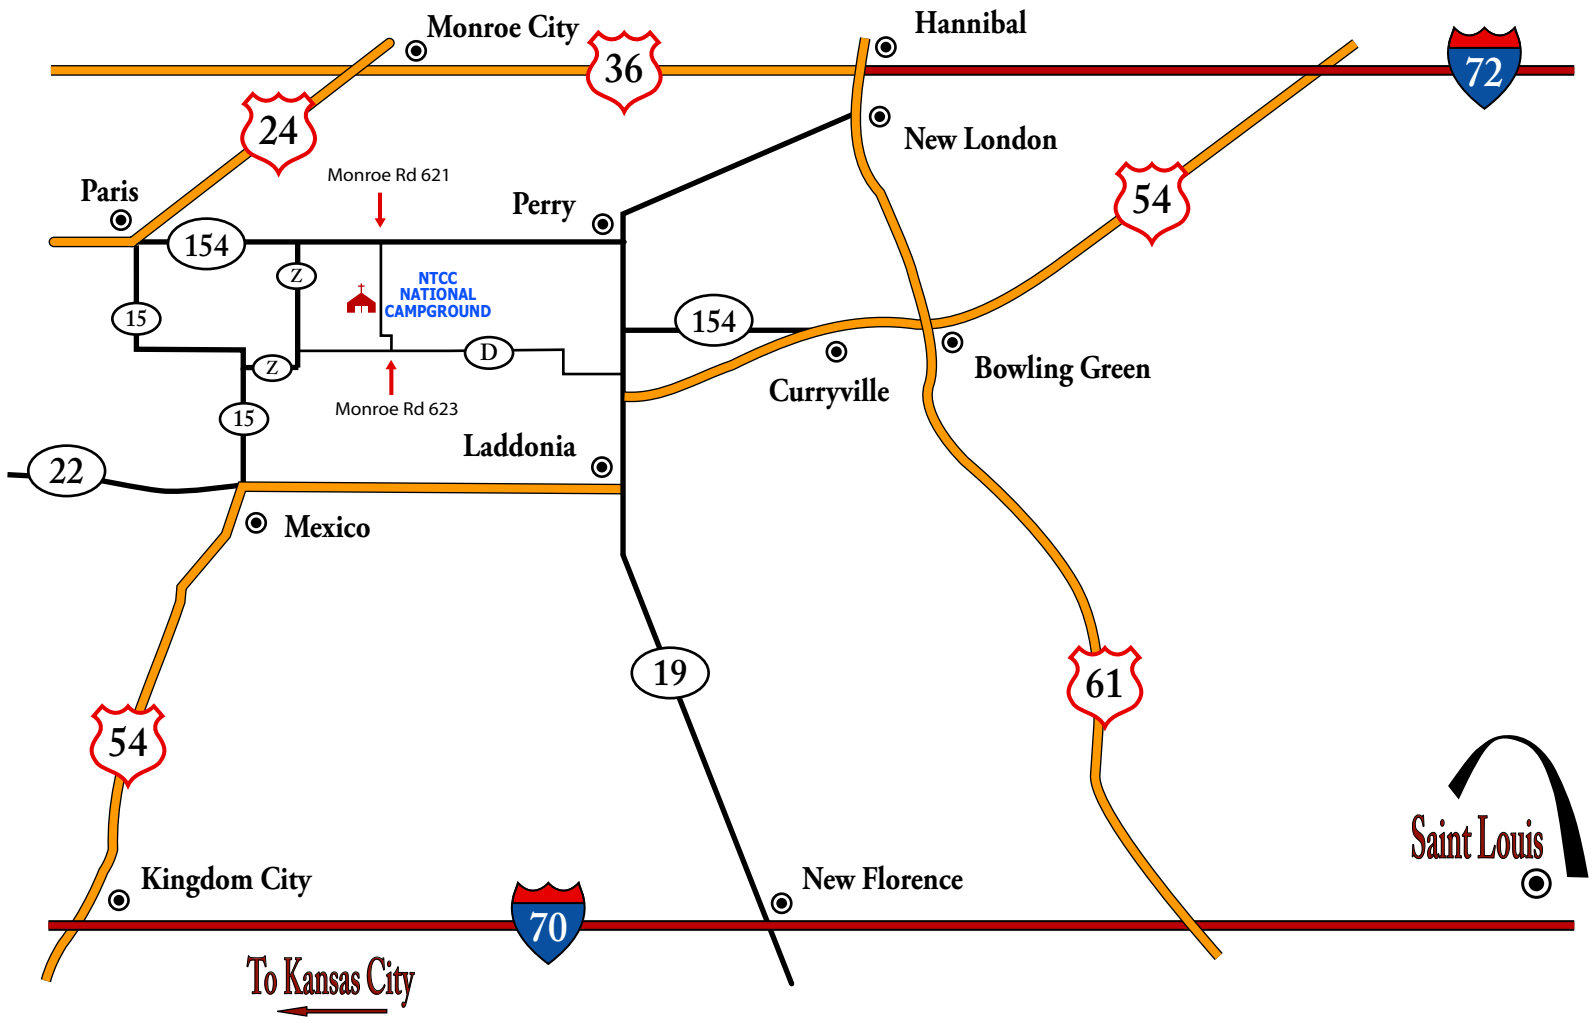 Monroe City
Hannibal
36
72
24
New London
Monroe Rd 621
Paris
Perry
54
154
Z
NTCC
NATIONAL
CAMPGROUND
15
154
D
Z
Bowling Green
Curryville
Monroe Rd 623
15
Laddonia
22
Mexico
19
61
54
Saint Louis
Kingdom City
New Florence
70
To Kansas City